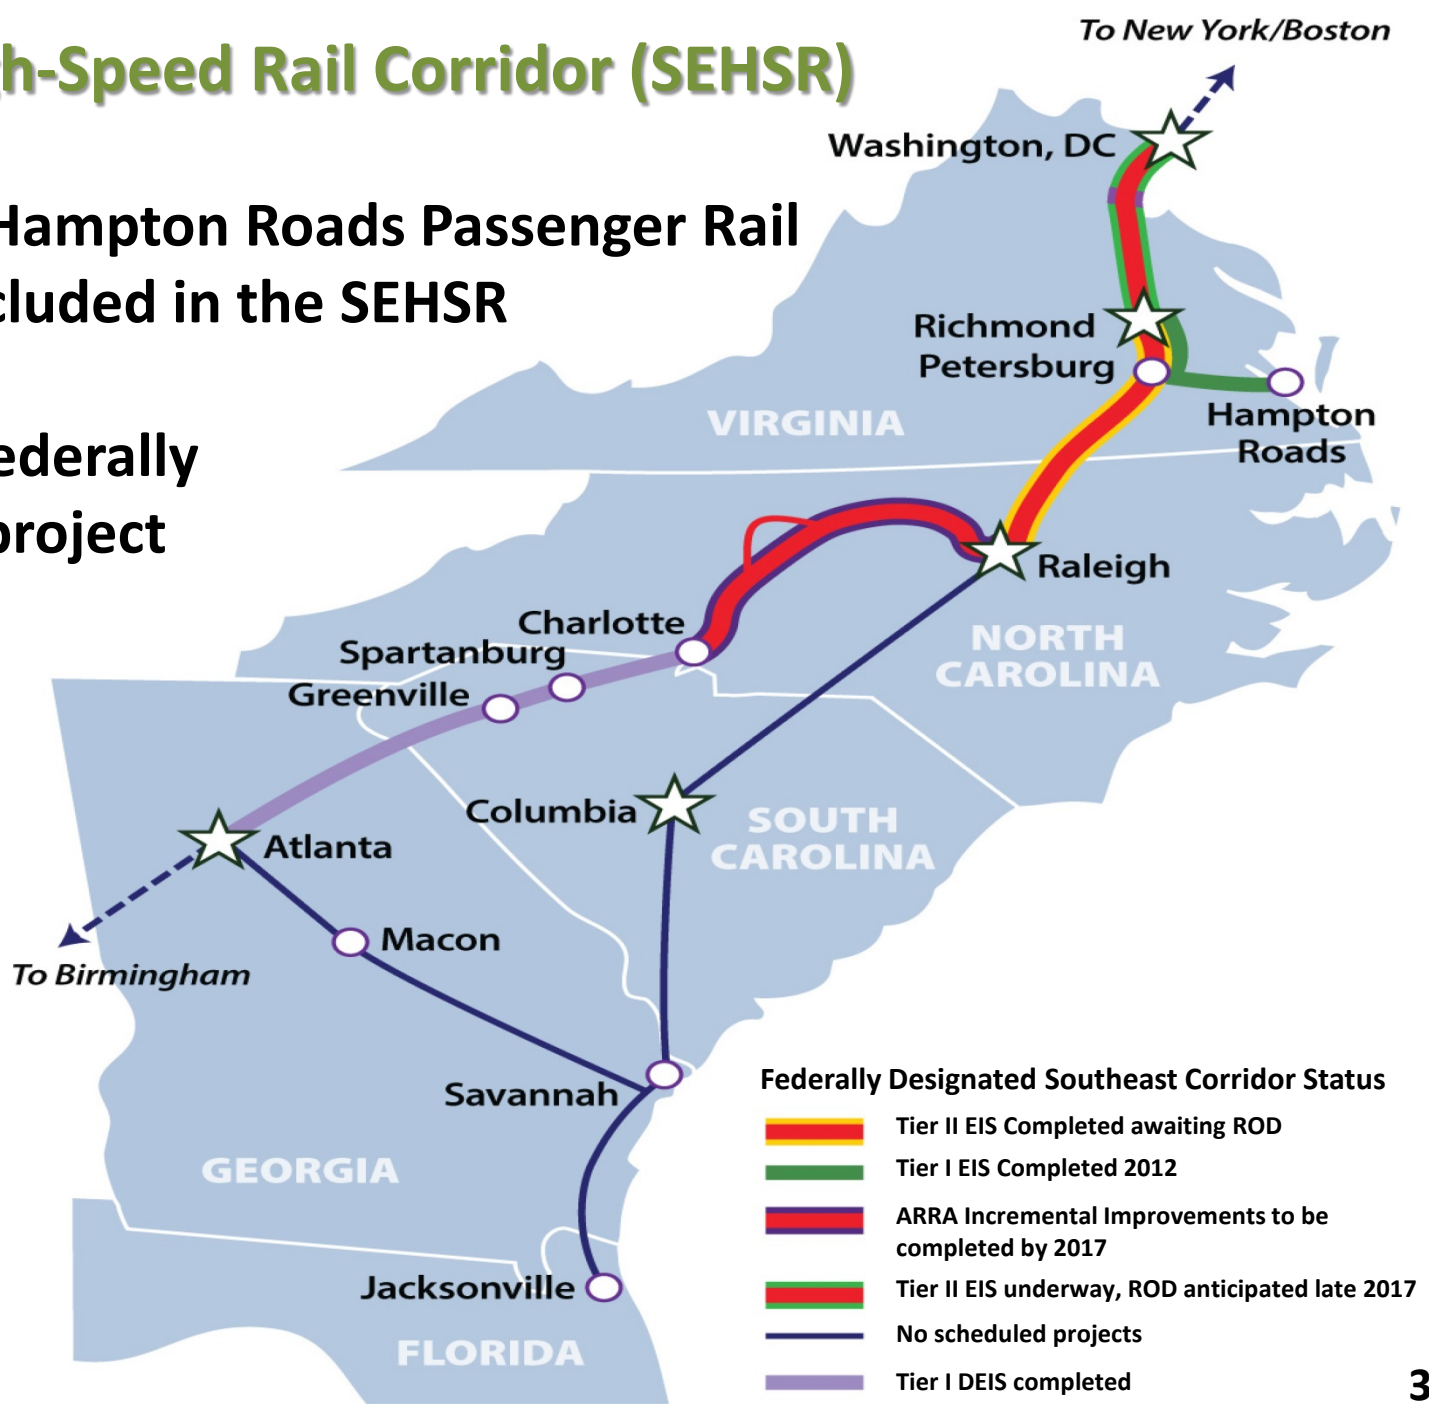 gh-Speed Rail Corridor (SEHSR)
To New York/Boston
Washington, DC
Hampton Roads Passenger Rail
cluded in the SEHSR
Richmond
Petersburg
Hampton
Roads
VIRGINIA
ederally
project
Raleigh
Charlotte
Spartanburg
Greenville
NORTH
CAROLINA
Columbia
SOUTH
CAROLINA
Atlanta
Macon
To Birmingham
Savannah
GEORGIA
Jacksonville
FLORIDA
Federally Designated Southeast Corridor Status
Tier II EIS Completed awaiting ROD
Tier I EIS Completed 2012
ARRA Incremental Improvements to be
completed by 2017
Tier II EIS underway, ROD anticipated late 2017
No scheduled projects
Tier I DEIS completed
3